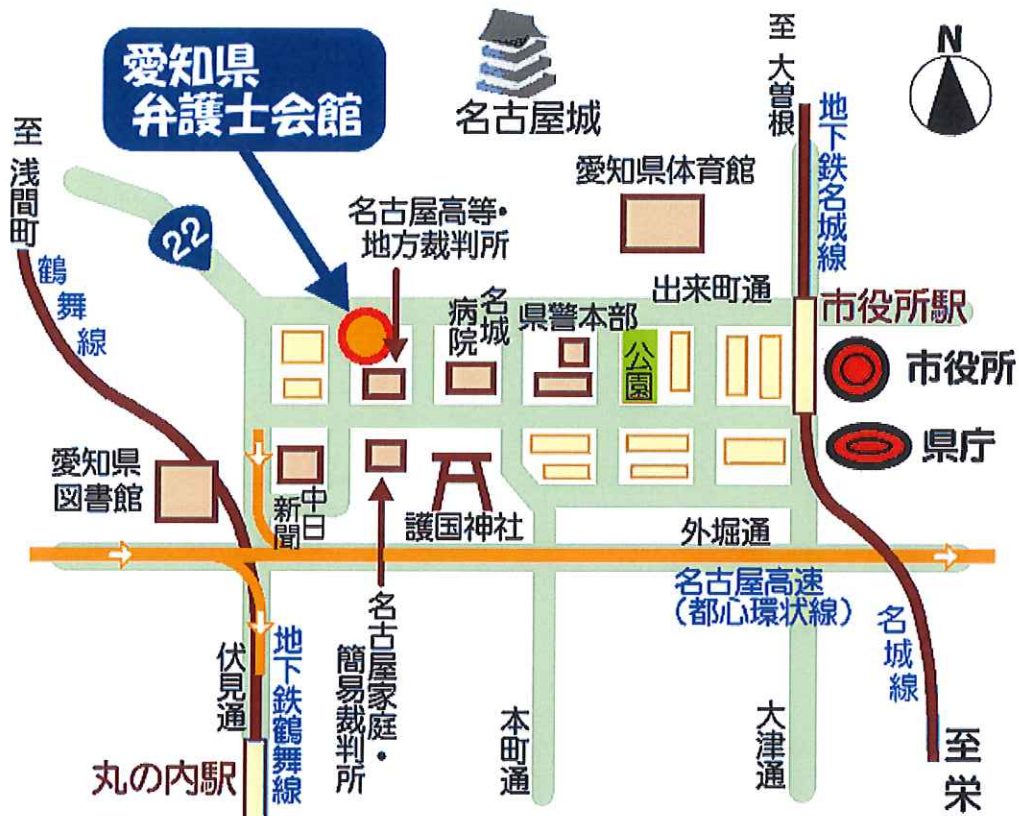 愛知県
弁護士会館
名古屋城
至 大曽根
地下鉄名城線
N
至 浅間町
鶴舞線
22
名古屋高等・
地方裁判所
愛知県体育館
出来町通
市役所駅
名城
病院
県警本部
公園
市役所
県庁
愛知県
図書館
中日
新聞
護国神社
外堀通
名古屋高速
（都心環状線）
名城線
伏見通
地下鉄鶴舞線
名古屋家庭・
簡易裁判所
本町通
大津通
至 栄
丸の内駅